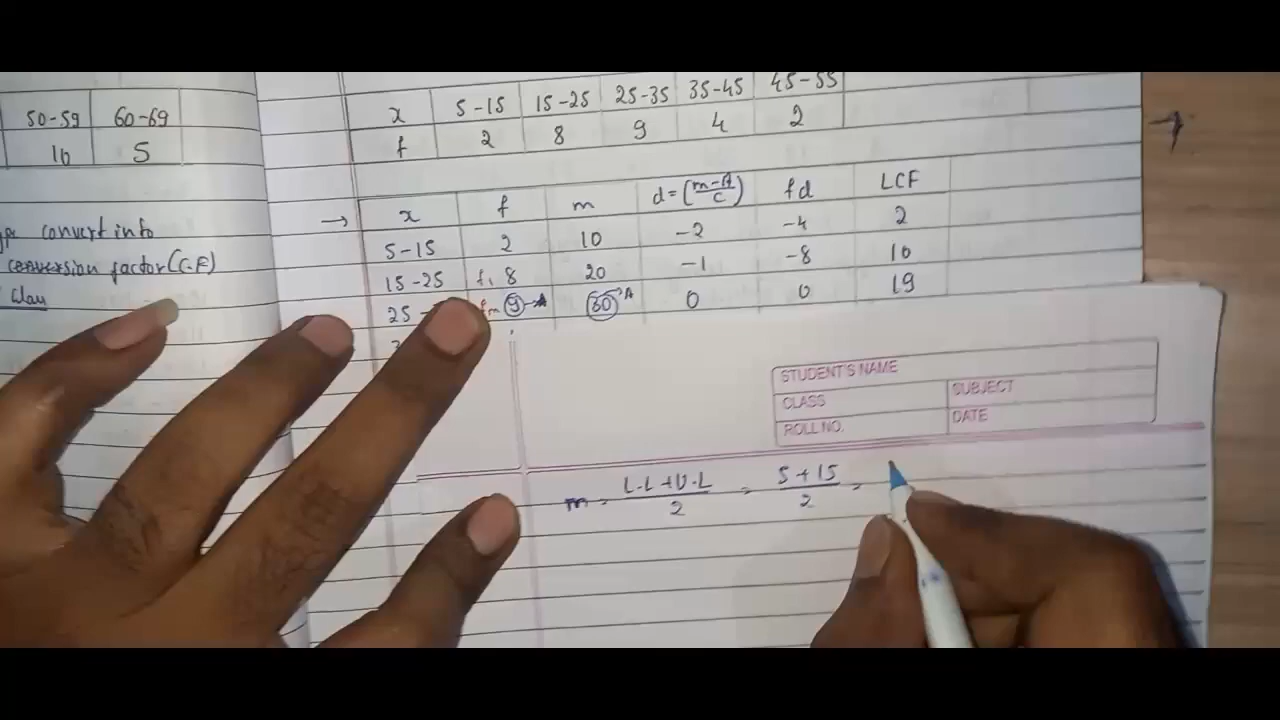 50-59 60-69
10 5
convert into
conversion factor (C.F)
Class
x 5-15 15-25 25-35 35-45 45-55
f 2 8 9 4 2
→ x f m d = (m-A/c) fd LCF
5-15 2 10 -2 -4 2
15-25 f₁ 8 20 -1 -8 10
25- fm 9 → A 30 → A 0 0 19
STUDENT'S NAME
CLASS SUBJECT
ROLL NO. DATE
m = L.L + U.L / 2 = 5 + 15 / 2 =